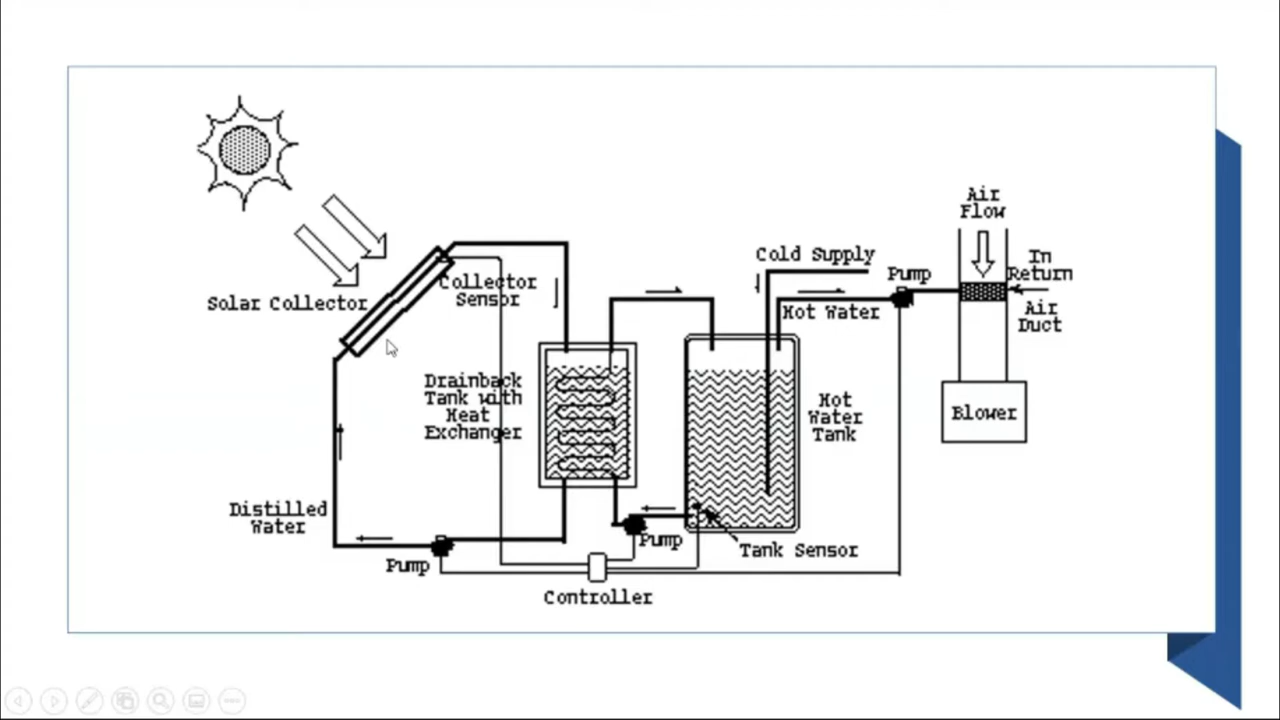 Air
Flow
Cold Supply
Pump
In
Return
Collector
Sensor
Solar Collector
Hot Water
Air
Duct
Drainback
Tank with
Heat
Exchanger
Hot
Water
Tank
Blower
Distilled
Water
Pump
Tank Sensor
Pump
Controller